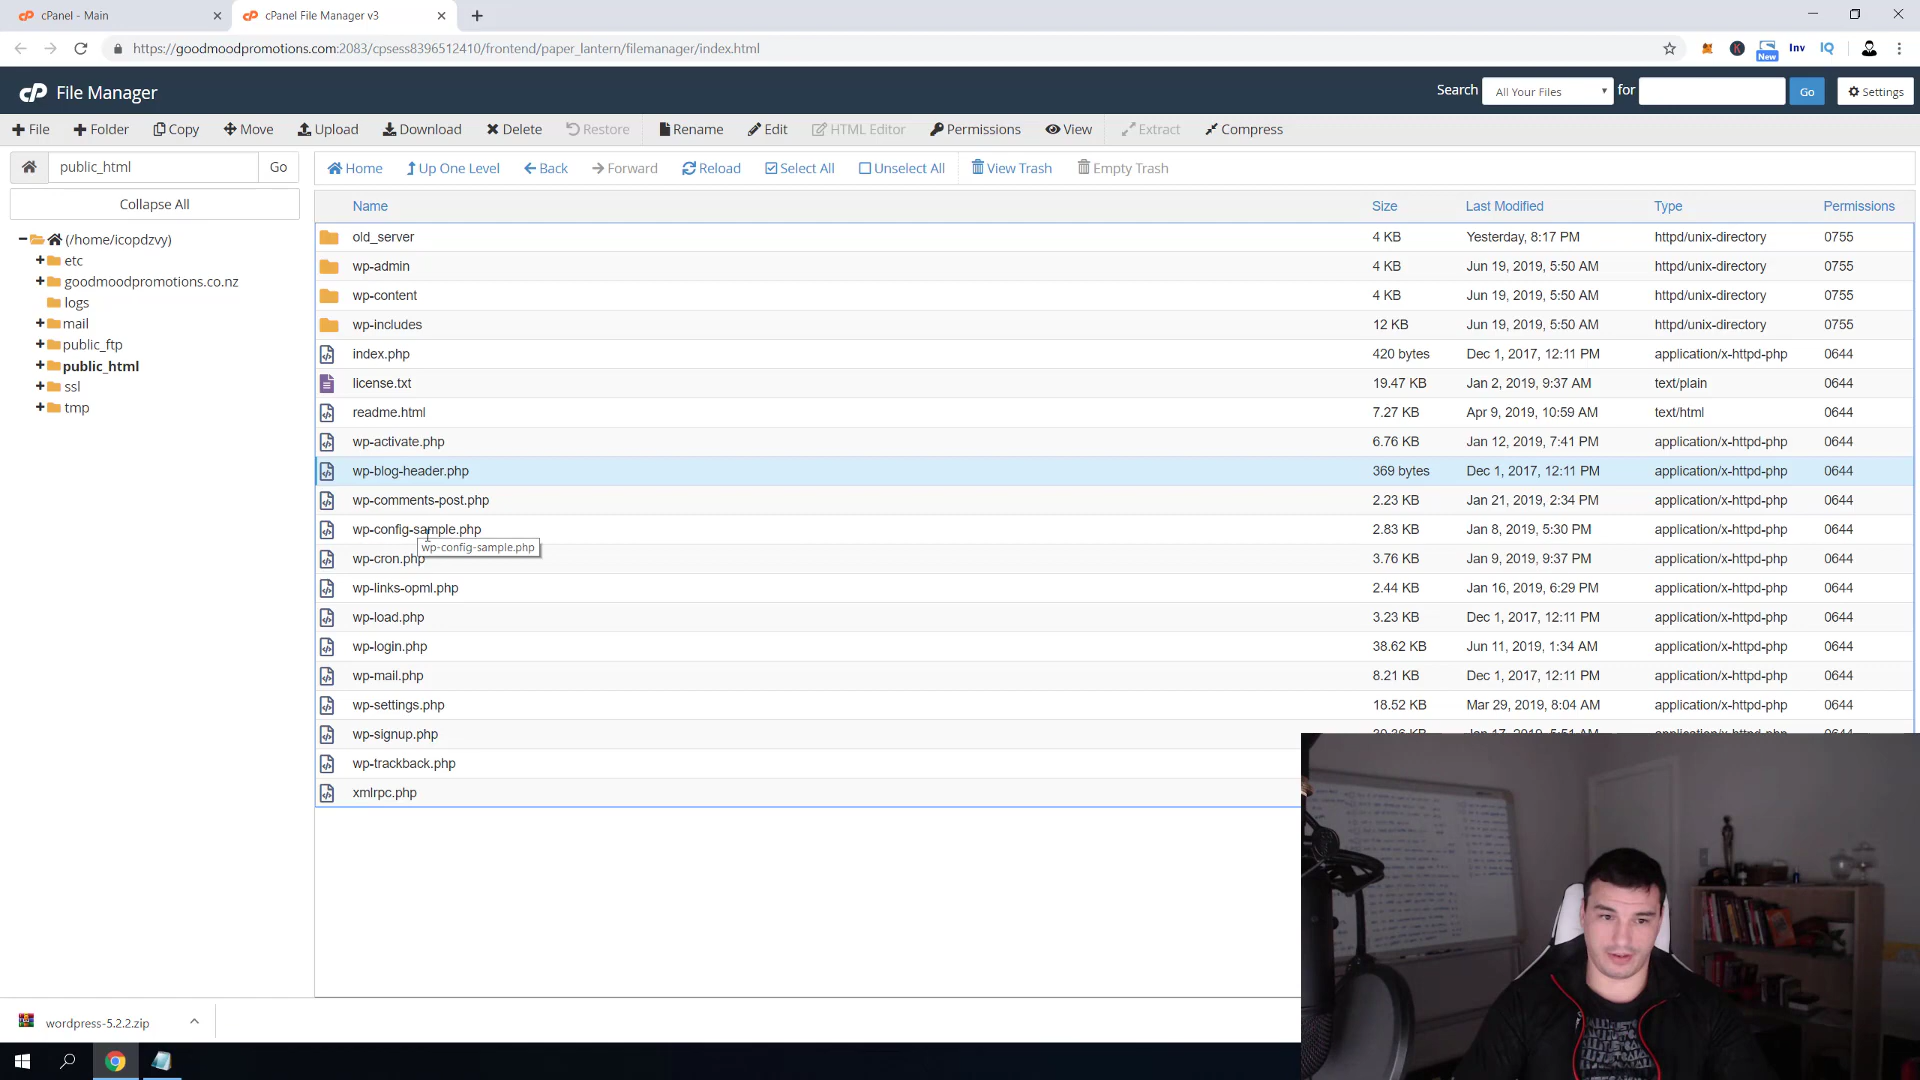 cPanel - Main
cPanel File Manager v3
https://goodmoodpromotions.com:2083/cpsess8396512410/frontend/paper_lantern/filemanager/index.html
New
Inv
IQ
cP File Manager
Search
All Your Files
for
Go
Settings
File
Folder
Copy
Move
Upload
Download
Delete
Restore
Rename
Edit
HTML Editor
Permissions
View
Extract
Compress
public_html
Go
Home
Up One Level
Back
Forward
Reload
Select All
Unselect All
View Trash
Empty Trash
Collapse All
(/home/icopdzvy)
etc
goodmoodpromotions.co.nz
logs
mail
public_ftp
public_html
ssl
tmp
Name Size Last Modified Type Permissions
old_server 4 KB Yesterday, 8:17 PM httpd/unix-directory 0755
wp-admin 4 KB Jun 19, 2019, 5:50 AM httpd/unix-directory 0755
wp-content 4 KB Jun 19, 2019, 5:50 AM httpd/unix-directory 0755
wp-includes 12 KB Jun 19, 2019, 5:50 AM httpd/unix-directory 0755
index.php 420 bytes Dec 1, 2017, 12:11 PM application/x-httpd-php 0644
license.txt 19.47 KB Jan 2, 2019, 9:37 AM text/plain 0644
readme.html 7.27 KB Apr 9, 2019, 10:59 AM text/html 0644
wp-activate.php 6.76 KB Jan 12, 2019, 7:41 PM application/x-httpd-php 0644
wp-blog-header.php 369 bytes Dec 1, 2017, 12:11 PM application/x-httpd-php 0644
wp-comments-post.php 2.23 KB Jan 21, 2019, 2:34 PM application/x-httpd-php 0644
wp-config-sample.php 2.83 KB Jan 8, 2019, 5:30 PM application/x-httpd-php 0644
wp-config-sample.php
wp-cron.php 3.76 KB Jan 9, 2019, 9:37 PM application/x-httpd-php 0644
wp-links-opml.php 2.44 KB Jan 16, 2019, 6:29 PM application/x-httpd-php 0644
wp-load.php 3.23 KB Dec 1, 2017, 12:11 PM application/x-httpd-php 0644
wp-login.php 38.62 KB Jun 11, 2019, 1:34 AM application/x-httpd-php 0644
wp-mail.php 8.21 KB Dec 1, 2017, 12:11 PM application/x-httpd-php 0644
wp-settings.php 18.52 KB Mar 29, 2019, 8:04 AM application/x-httpd-php 0644
wp-signup.php
wp-trackback.php
xmlrpc.php
wordpress-5.2.2.zip